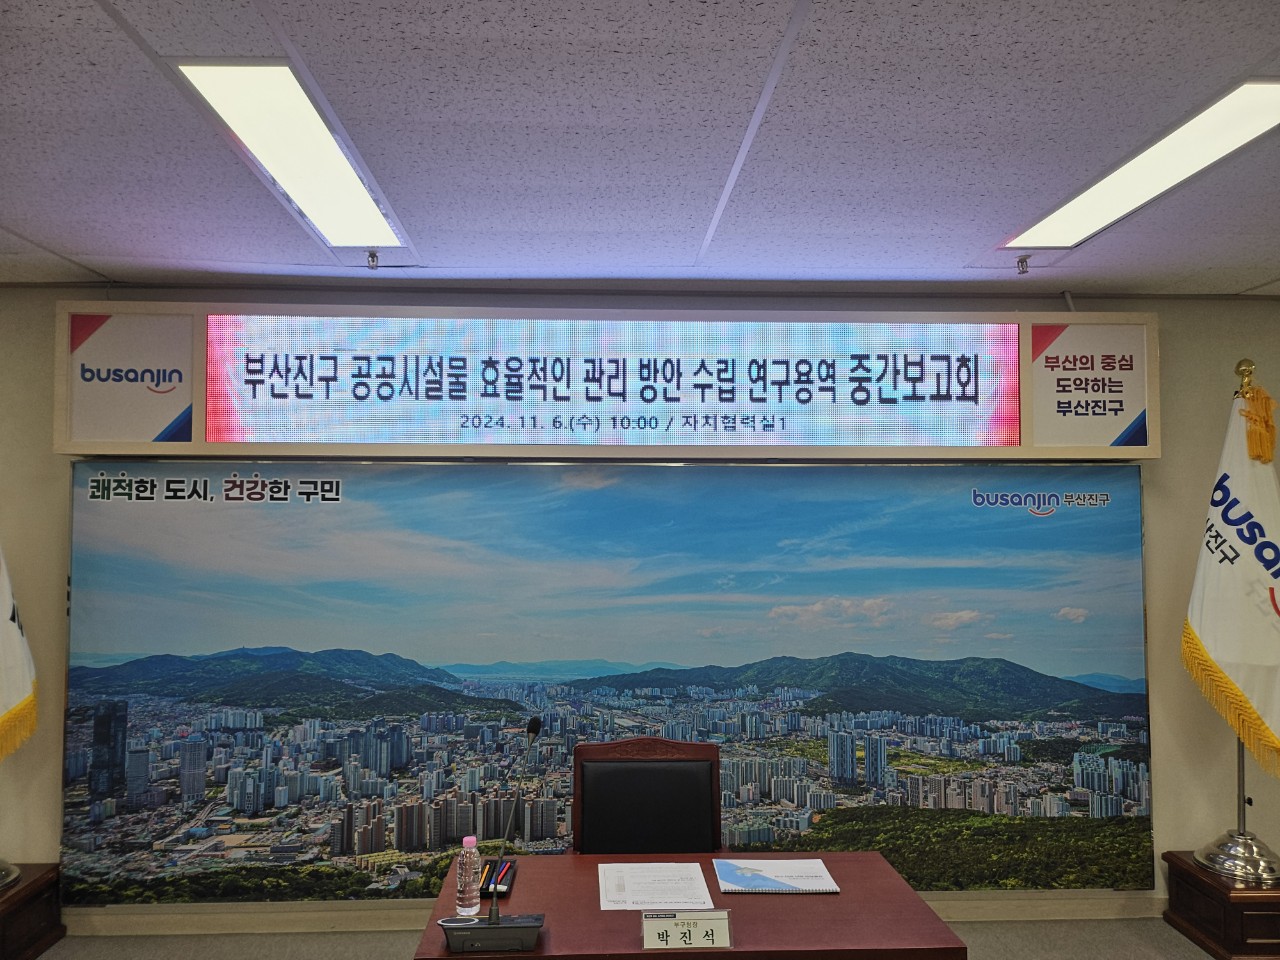 busanjin
부산진구 공공시설물 효율적인 관리 방안 수립 연구용역 중간보고회
2024. 11. 6.(수) 10:00 / 자치협력실1
부산의 중심
도약하는
부산진구
쾌적한 도시, 건강한 구민
busanjin 부산진구
부구청장
박진석